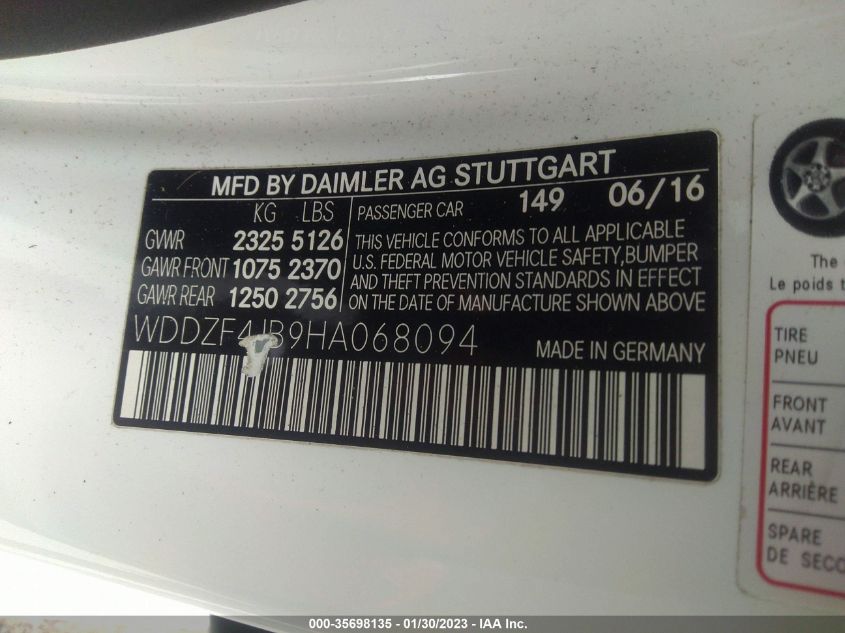 MFD BY DAIMLER AG STUTTGART
KG LBS
GVWR 2325 5126
GAWR FRONT 1075 2370
GAWR REAR 1250 2756
PASSENGER CAR 149 06/16
THIS VEHICLE CONFORMS TO ALL APPLICABLE
U.S. FEDERAL MOTOR VEHICLE SAFETY,BUMPER
AND THEFT PREVENTION STANDARDS IN EFFECT
ON THE DATE OF MANUFACTURE SHOWN ABOVE
WDDZF4JB9HA068094
MADE IN GERMANY
The
Le poids t
TIRE
PNEU
FRONT
AVANT
REAR
ARRIÈRE
SPARE
DE SECO
000-35698135 - 01/30/2023 - IAA Inc.